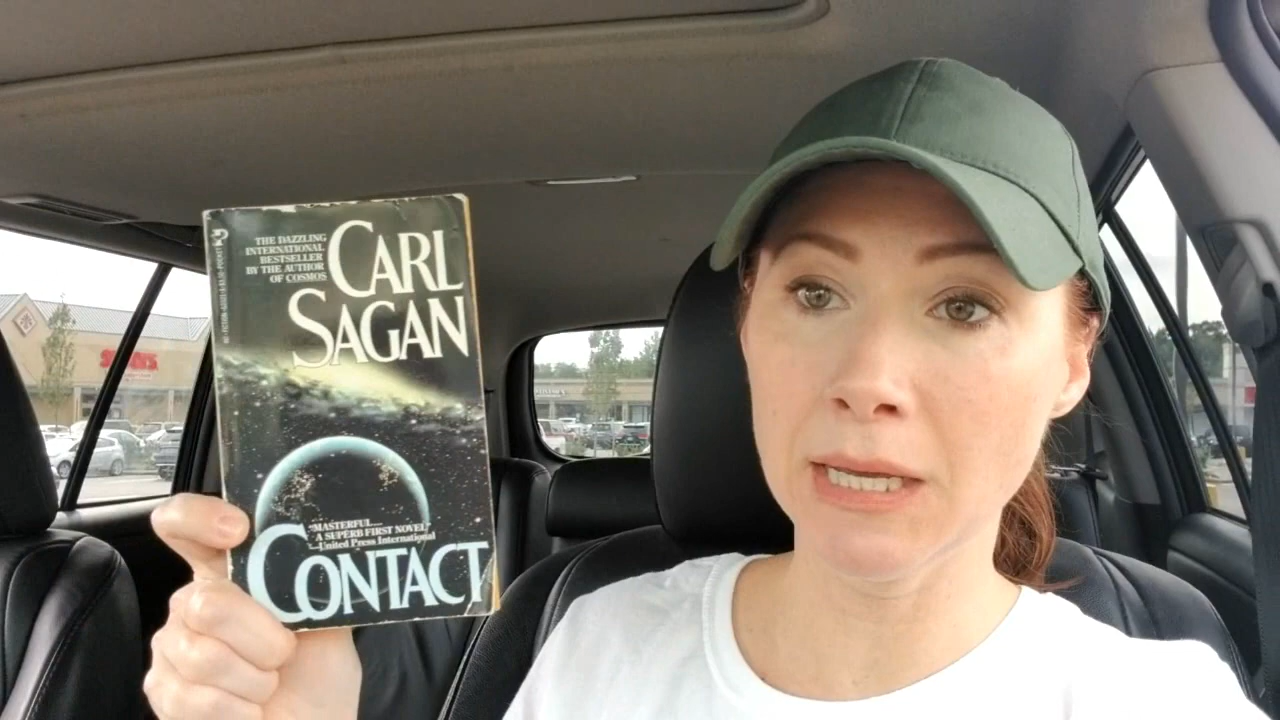 THE DAZZLING
INTERNATIONAL
BESTSELLER
BY THE AUTHOR
OF COSMOS
CARL
SAGAN
"MASTERFUL....
A SUPERB FIRST NOVEL"
—United Press International
CONTACT